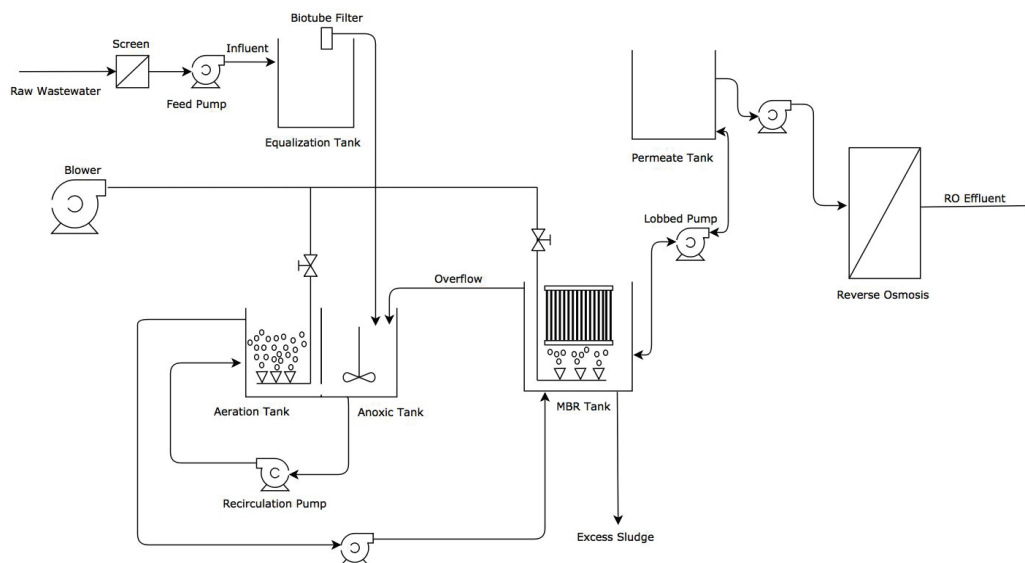 Biotube Filter
Screen
Influent
Raw Wastewater
Feed Pump
Equalization Tank
Permeate Tank
Blower
RO Effluent
Lobbed Pump
Overflow
Reverse Osmosis
Aeration Tank
Anoxic Tank
MBR Tank
Recirculation Pump
Excess Sludge